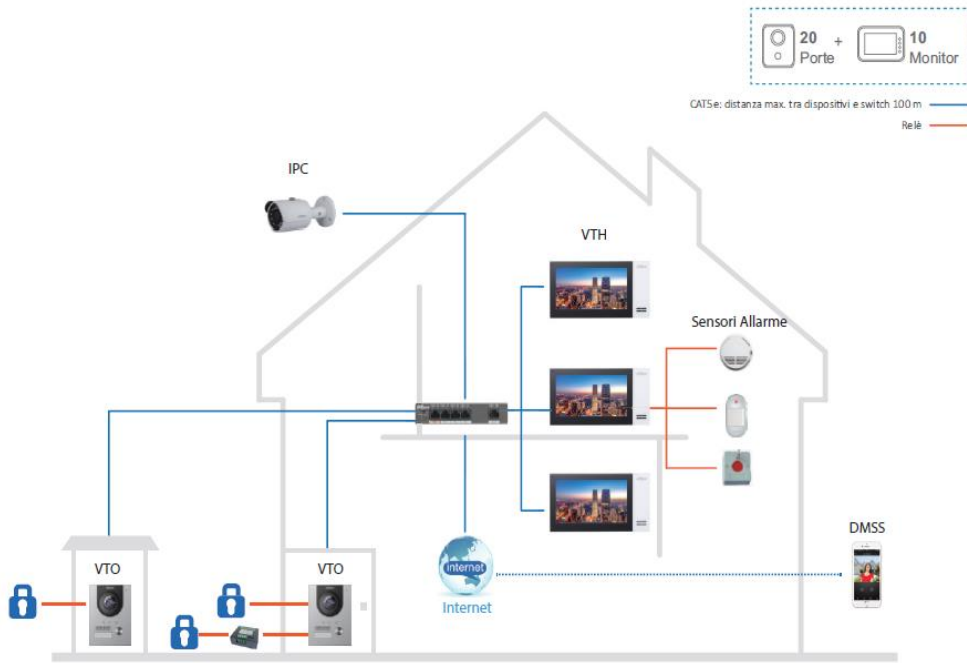 20
Porte
+
10
Monitor
CAT5e: distanza max. tra dispositivi e switch 100 m
Relè
IPC
VTH
Sensori Allarme
DMSS
VTO
VTO
internet
Internet